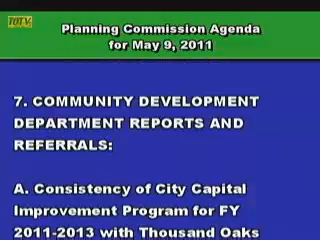 TOTV
Planning Commission Agenda
for May 9, 2011
7. COMMUNITY DEVELOPMENT
DEPARTMENT REPORTS AND
REFERRALS:
A. Consistency of City Capital
Improvement Program for FY
2011-2013 with Thousand Oaks